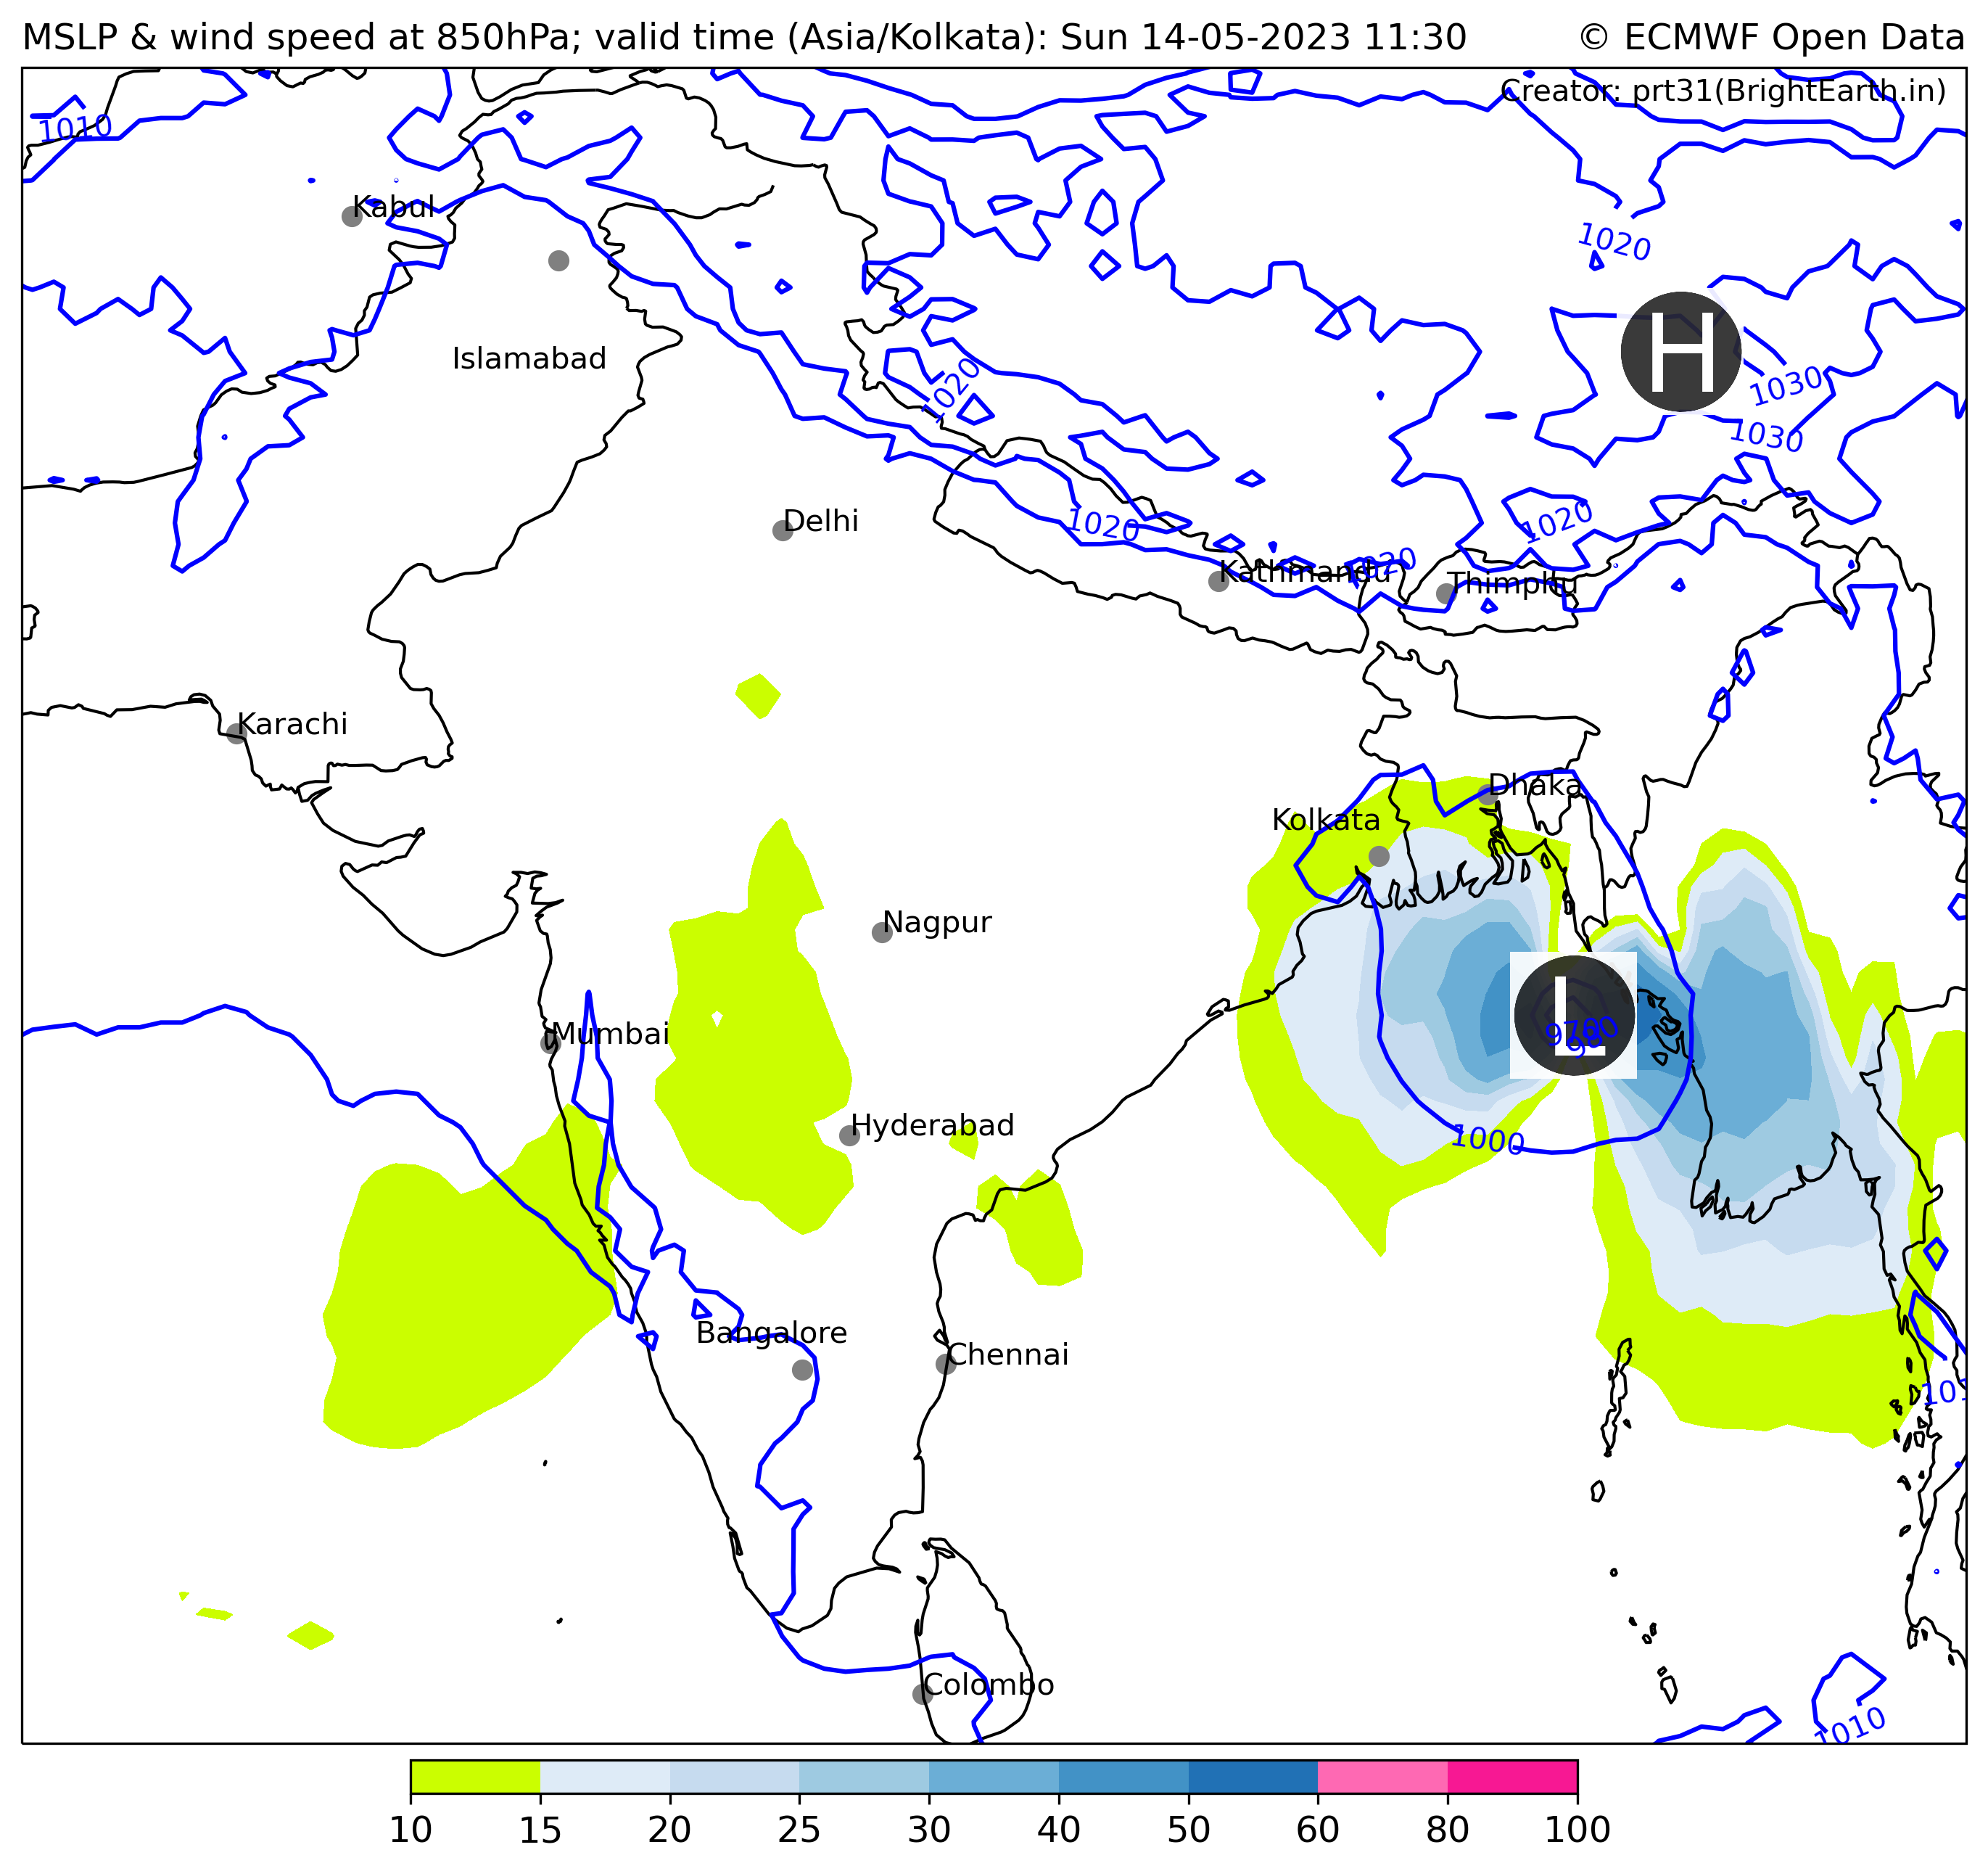 MSLP & wind speed at 850hPa; valid time (Asia/Kolkata): Sun 14-05-2023 11:30 © ECMWF Open Data
Creator: prt31(BrightEarth.in)
1010
Kabul
1020
Islamabad
H
1030
1020
1030
Delhi
1020
1020
Kathmandu
1020
Thimphu
Karachi
Dhaka
Kolkata
Nagpur
Mumbai
L
970
980
Hyderabad
1000
Bangalore
Chennai
101
Colombo
1010
10 15 20 25 30 40 50 60 80 100